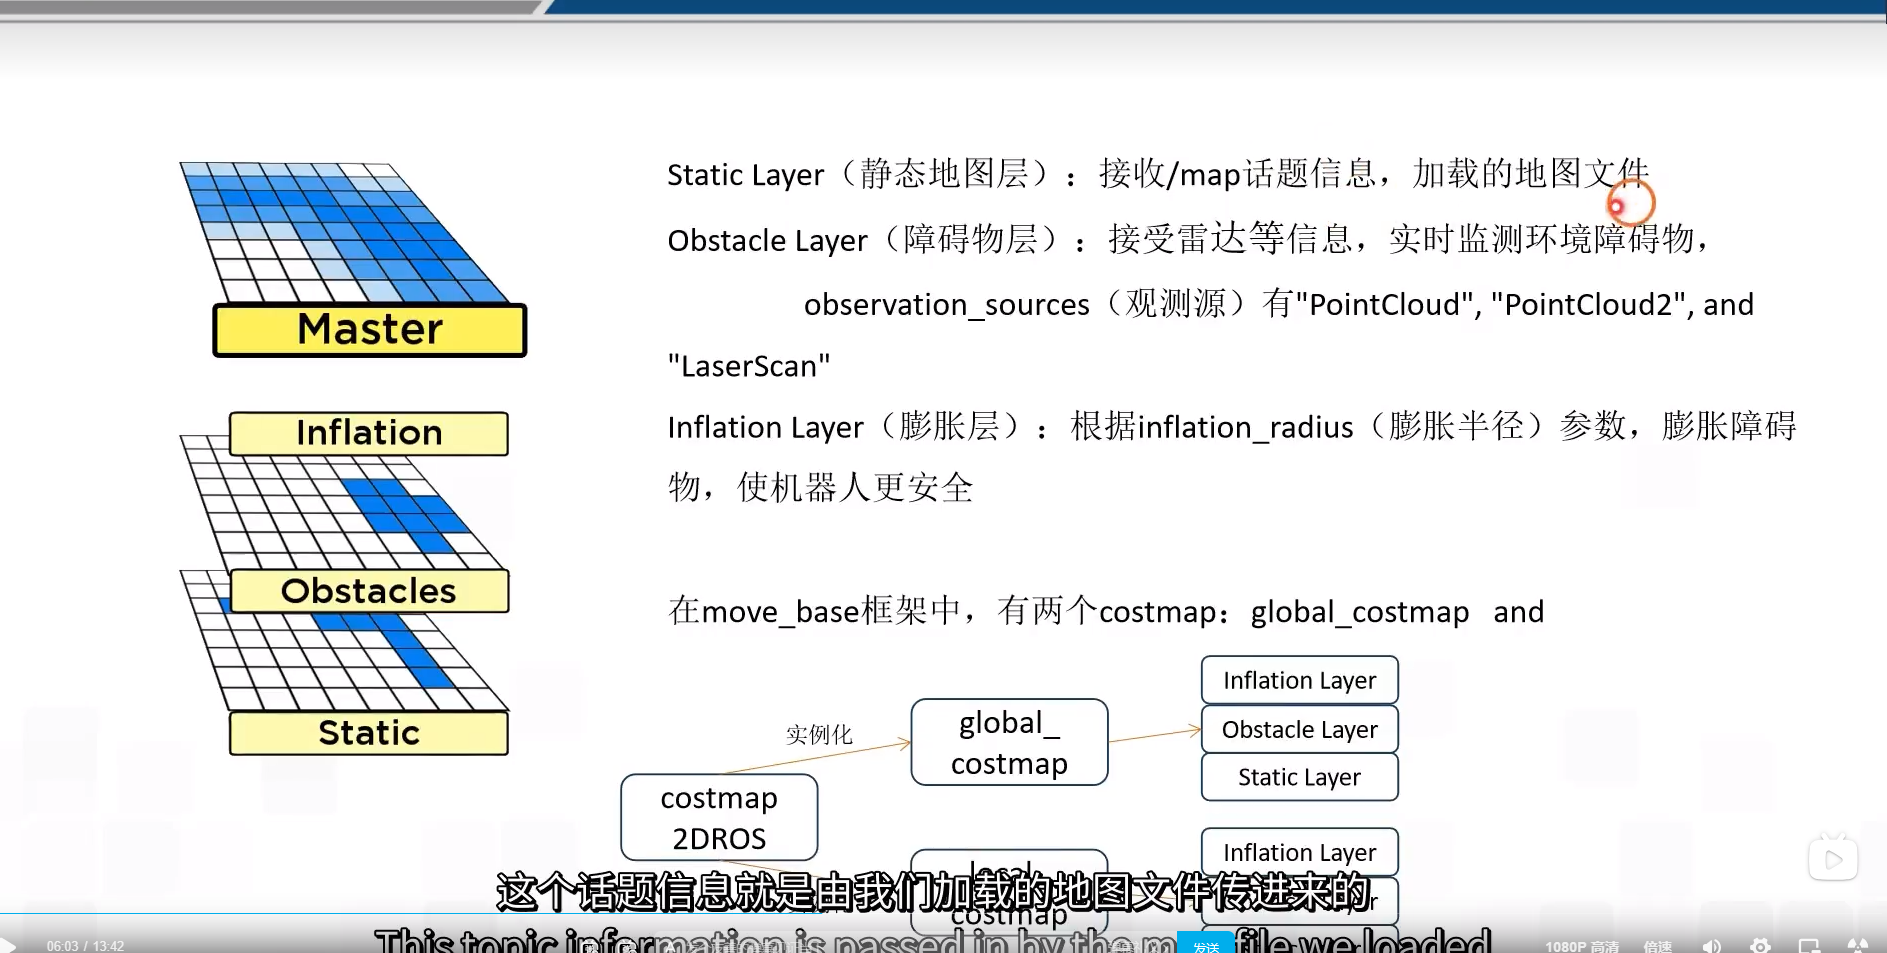 Static Layer（静态地图层）：接收/map话题信息，加载的地图文件
Obstacle Layer（障碍物层）：接受雷达等信息，实时监测环境障碍物，
observation_sources（观测源）有"PointCloud", "PointCloud2", and
"LaserScan"
Inflation Layer（膨胀层）：根据inflation_radius（膨胀半径）参数，膨胀障碍
物，使机器人更安全
在move_base框架中，有两个costmap：global_costmap and
Master
Inflation
Obstacles
Static
实例化
costmap
2DROS
global_
costmap
Inflation Layer
Obstacle Layer
Static Layer
local_
costmap
Inflation Layer
这个话题信息就是由我们加载的地图文件传进来的
This topic information is passed in by the map file we loaded
06:03 / 13:42
发送
1080P 高清
倍速